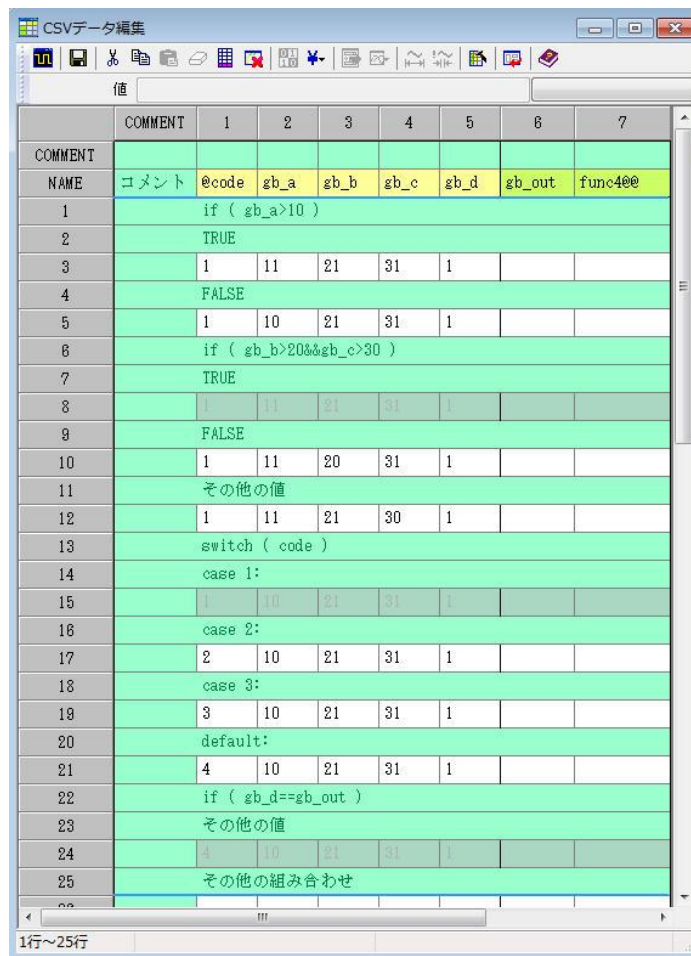 CSVデータ編集
値
COMMENT 1 2 3 4 5 6 7
COMMENT
NAME コメント @code gb_a gb_b gb_c gb_d gb_out func4@@
1 if ( gb_a>10 )
2 TRUE
3 1 11 21 31 1
4 FALSE
5 1 10 21 31 1
6 if ( gb_b>20&&gb_c>30 )
7 TRUE
8 1 11 21 31 1
9 FALSE
10 1 11 20 31 1
11 その他の値
12 1 11 21 30 1
13 switch ( code )
14 case 1:
15 1 10 21 31 1
16 case 2:
17 2 10 21 31 1
18 case 3:
19 3 10 21 31 1
20 default:
21 4 10 21 31 1
22 if ( gb_d==gb_out )
23 その他の値
24 4 10 21 31 1
25 その他の組み合わせ
1行～25行